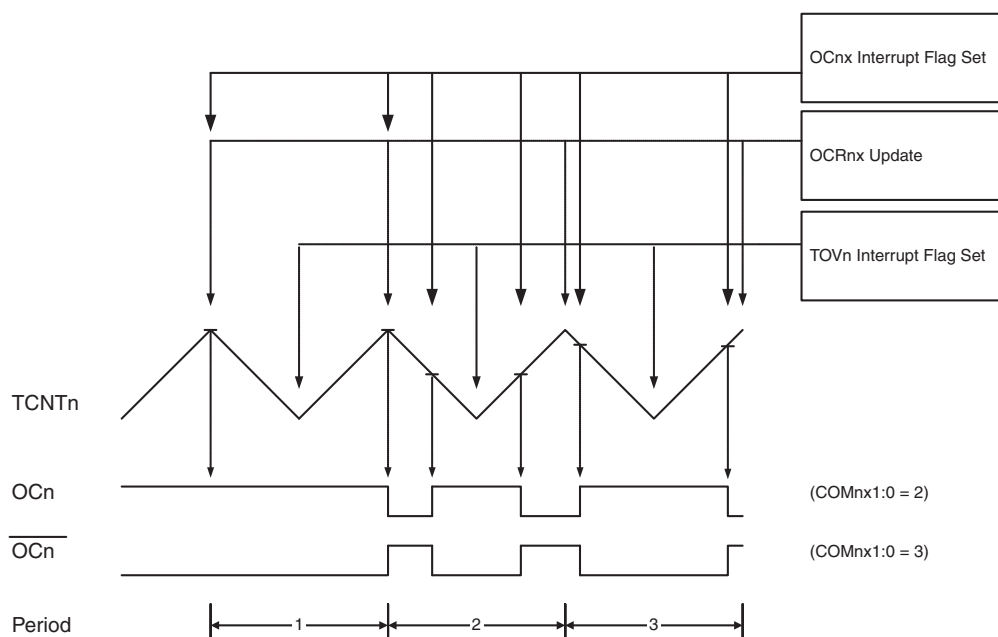 OCnx Interrupt Flag Set
OCRnx Update
TOVn Interrupt Flag Set
TCNTn
OCn
(COMnx1:0 = 2)
OCn
(COMnx1:0 = 3)
Period
1
2
3